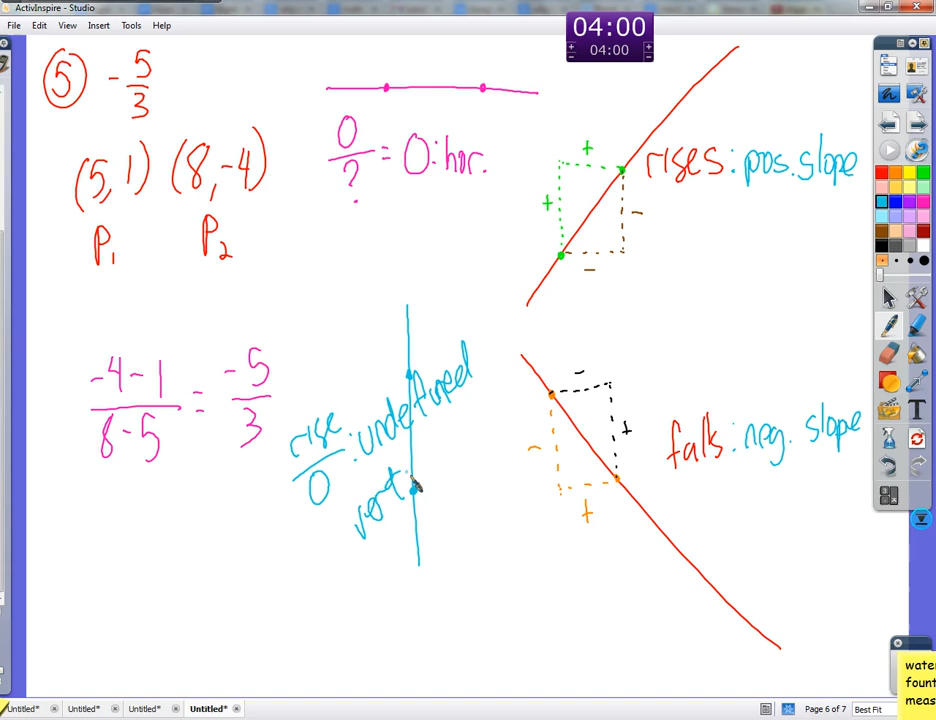 ActivInspire - Studio
File Edit View Insert Tools Help
04:00
04:00
5 -5/3
(5,1) (8,-4)
P1 P2
0/? = 0:hor.
+
+
-
-
rises: pos. slope
-4-1/8-5 = -5/3
rise/0 :undefined
vert.
-
+
-
+
falls: neg. slope
T
water
fount
meas
Untitled* Untitled* Untitled* Untitled*
Page 6 of 7 Best Fit